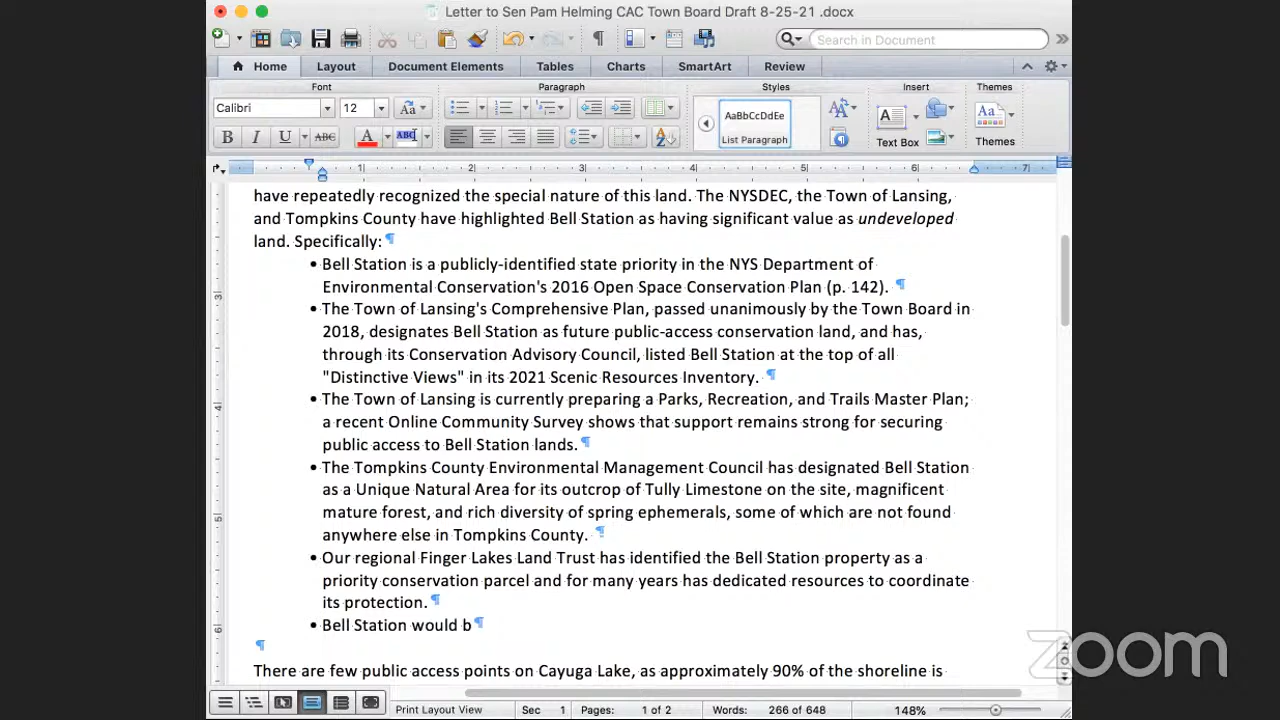 Letter to Sen Pam Helming CAC Town Board Draft 8-25-21 .docx
Search in Document
Home Layout Document Elements Tables Charts SmartArt Review
Font Paragraph Styles Insert Themes
Calibri 12 Aa
AaBbCcDdEe
List Paragraph
B I U ABC A ABC
Text Box Themes
1 2 3 4 5 6 7
have repeatedly recognized the special nature of this land. The NYSDEC, the Town of Lansing,
and Tompkins County have highlighted Bell Station as having significant value as undeveloped
land. Specifically: ¶
• Bell Station is a publicly-identified state priority in the NYS Department of
Environmental Conservation's 2016 Open Space Conservation Plan (p. 142). ¶
• The Town of Lansing's Comprehensive Plan, passed unanimously by the Town Board in
2018, designates Bell Station as future public-access conservation land, and has,
through its Conservation Advisory Council, listed Bell Station at the top of all
"Distinctive Views" in its 2021 Scenic Resources Inventory. ¶
• The Town of Lansing is currently preparing a Parks, Recreation, and Trails Master Plan;
a recent Online Community Survey shows that support remains strong for securing
public access to Bell Station lands. ¶
• The Tompkins County Environmental Management Council has designated Bell Station
as a Unique Natural Area for its outcrop of Tully Limestone on the site, magnificent
mature forest, and rich diversity of spring ephemerals, some of which are not found
anywhere else in Tompkins County. ¶
• Our regional Finger Lakes Land Trust has identified the Bell Station property as a
priority conservation parcel and for many years has dedicated resources to coordinate
its protection. ¶
• Bell Station would b¶
¶
There are few public access points on Cayuga Lake, as approximately 90% of the shoreline is
Print Layout View Sec 1 Pages: 1 of 2 Words: 266 of 648 148%
zoom